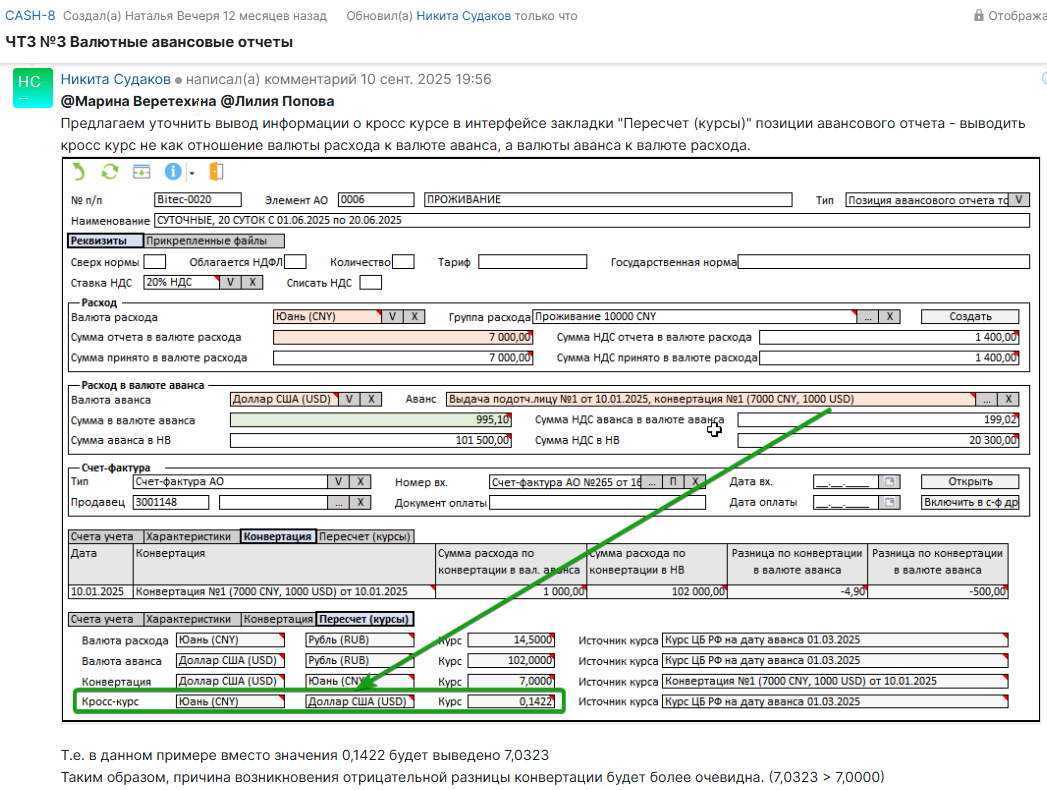 CASH-8 Создал(а) Наталья Вечеря 12 месяцев назад Обновил(а) Никита Судаков только что
ЧТЗ №3 Валютные авансовые отчеты
НС
Никита Судаков написал(а) комментарий 10 сент. 2025 19:56
@Марина Веретехина @Лилия Попова
Предлагаем уточнить вывод информации о кросс курсе в интерфейсе закладки "Пересчет (курсы)" позиции авансового отчета - выводить
кросс курс не как отношение валюты расхода к валюте аванса, а валюты аванса к валюте расхода.
№ п/п Bitec-0020 Элемент АО 0006 ПРОЖИВАНИЕ Тип Позиция авансового отчета V
Наименование СУТОЧНЫЕ, 20 СУТОК С 01.06.2025 по 20.06.2025
Реквизиты Прикрепленные файлы
Сверх нормы Облагается НДФЛ Количество Тариф Государственная норма
Ставка НДС 20% НДС V X Списать НДС
Расход
Валюта расхода Юань (CNY) V X Группа расхода Проживание 10000 CNY ... X Создать
Сумма отчета в валюте расхода 7 000,00 Сумма НДС отчета в валюте расхода 1 400,00
Сумма принято в валюте расхода 7 000,00 Сумма НДС принято в валюте расхода 1 400,00
Расход в валюте аванса
Валюта аванса Доллар США (USD) V X Аванс Выдача подотч.лицу №1 от 10.01.2025, конвертация №1 (7000 CNY, 1000 USD) ... X
Сумма в валюте аванса 995,10 Сумма НДС аванса в валюте аванса 199,02
Сумма аванса в НВ 101 500,00 Сумма НДС в НВ 20 300,00
Счет-фактура
Тип Счет-фактура АО V X Номер вх. Счет-фактура АО №265 от 16 ... П X Дата вх. __.__.____ Открыть
Продавец 3001148 ... X Документ оплаты Дата оплаты __.__.____ Включить в с-ф др
Счета учета Характеристики Конвертация Пересчет (курсы)
Дата Конвертация Сумма расхода по Сумма расхода по Разница по конвертации Разница по конвертации
конвертации в вал. аванса конвертации в НВ в валюте аванса в валюте аванса
10.01.2025 Конвертация №1 (7000 CNY, 1000 USD) от 10.01.2025 1 000,00 102 000,00 -4,90 -500,00
Счета учета Характеристики Конвертация Пересчет (курсы)
Валюта расхода Юань (CNY) Рубль (RUB) Курс 14,5000 Источник курса Курс ЦБ РФ на дату аванса 01.03.2025
Валюта аванса Доллар США (USD) Рубль (RUB) Курс 102,0000 Источник курса Курс ЦБ РФ на дату аванса 01.03.2025
Конвертация Доллар США (USD) Юань (CNY) Курс 7,0000 Источник курса Конвертация №1 (7000 CNY, 1000 USD) от 10.01.2025
Кросс-курс Юань (CNY) Доллар США (USD) Курс 0,1422 Источник курса Курс ЦБ РФ на дату аванса 01.03.2025
Т.е. в данном примере вместо значения 0,1422 будет выведено 7,0323
Таким образом, причина возникновения отрицательной разницы конвертации будет более очевидна. (7,0323 > 7,0000)